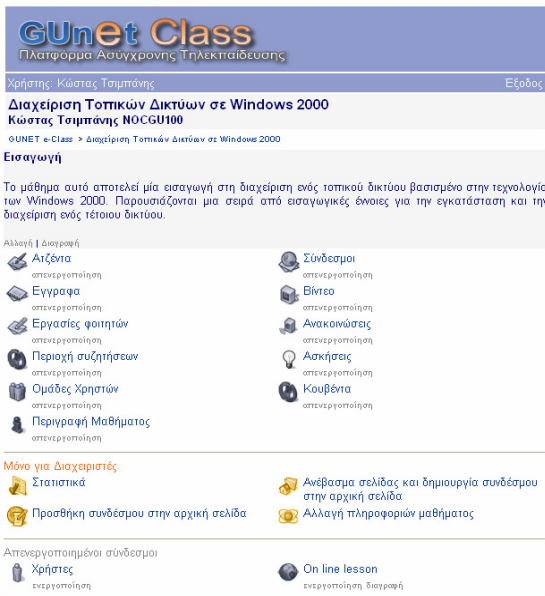 GUnet Class
Πλατφόρμα Ασύγχρονης Τηλεκπαίδευσης
Χρήστης: Κώστας Τσιμπάνης Εξοδος
Διαχείριση Τοπικών Δικτύων σε Windows 2000
Κώστας Τσιμπάνης NOCGU100
GUNET e-Class > Διαχείριση Τοπικών Δικτύων σε Windows 2000
Εισαγωγή
Το μάθημα αυτό αποτελεί μία εισαγωγή στη διαχείριση ενός τοπικού δικτύου βασισμένο στην τεχνολογία
των Windows 2000. Παρουσιάζονται μια σειρά από εισαγωγικές έννοιες για την εγκατάσταση και την
διαχείριση ενός τέτοιου δικτύου.
Αλλαγή | Διαγραφή
Ατζέντα Σύνδεσμοι
απενεργοποίηση απενεργοποίηση
Εγγραφα Βίντεο
απενεργοποίηση απενεργοποίηση
Εργασίες φοιτητών Ανακοινώσεις
απενεργοποίηση απενεργοποίηση
Περιοχή συζητήσεων Ασκήσεις
απενεργοποίηση απενεργοποίηση
Ομάδες Χρηστών Κουβέντα
απενεργοποίηση απενεργοποίηση
Περιγραφή Μαθήματος
απενεργοποίηση
Μόνο για Διαχειριστές
Στατιστικά Ανέβασμα σελίδας και δημιουργία συνδέσμου
στην αρχική σελίδα
Προσθήκη συνδέσμου στην αρχική σελίδα Αλλαγή πληροφοριών μαθήματος
Απενεργοποιημένοι σύνδεσμοι
Χρήστες On line lesson
ενεργοποίηση ενεργοποίηση διαγραφή